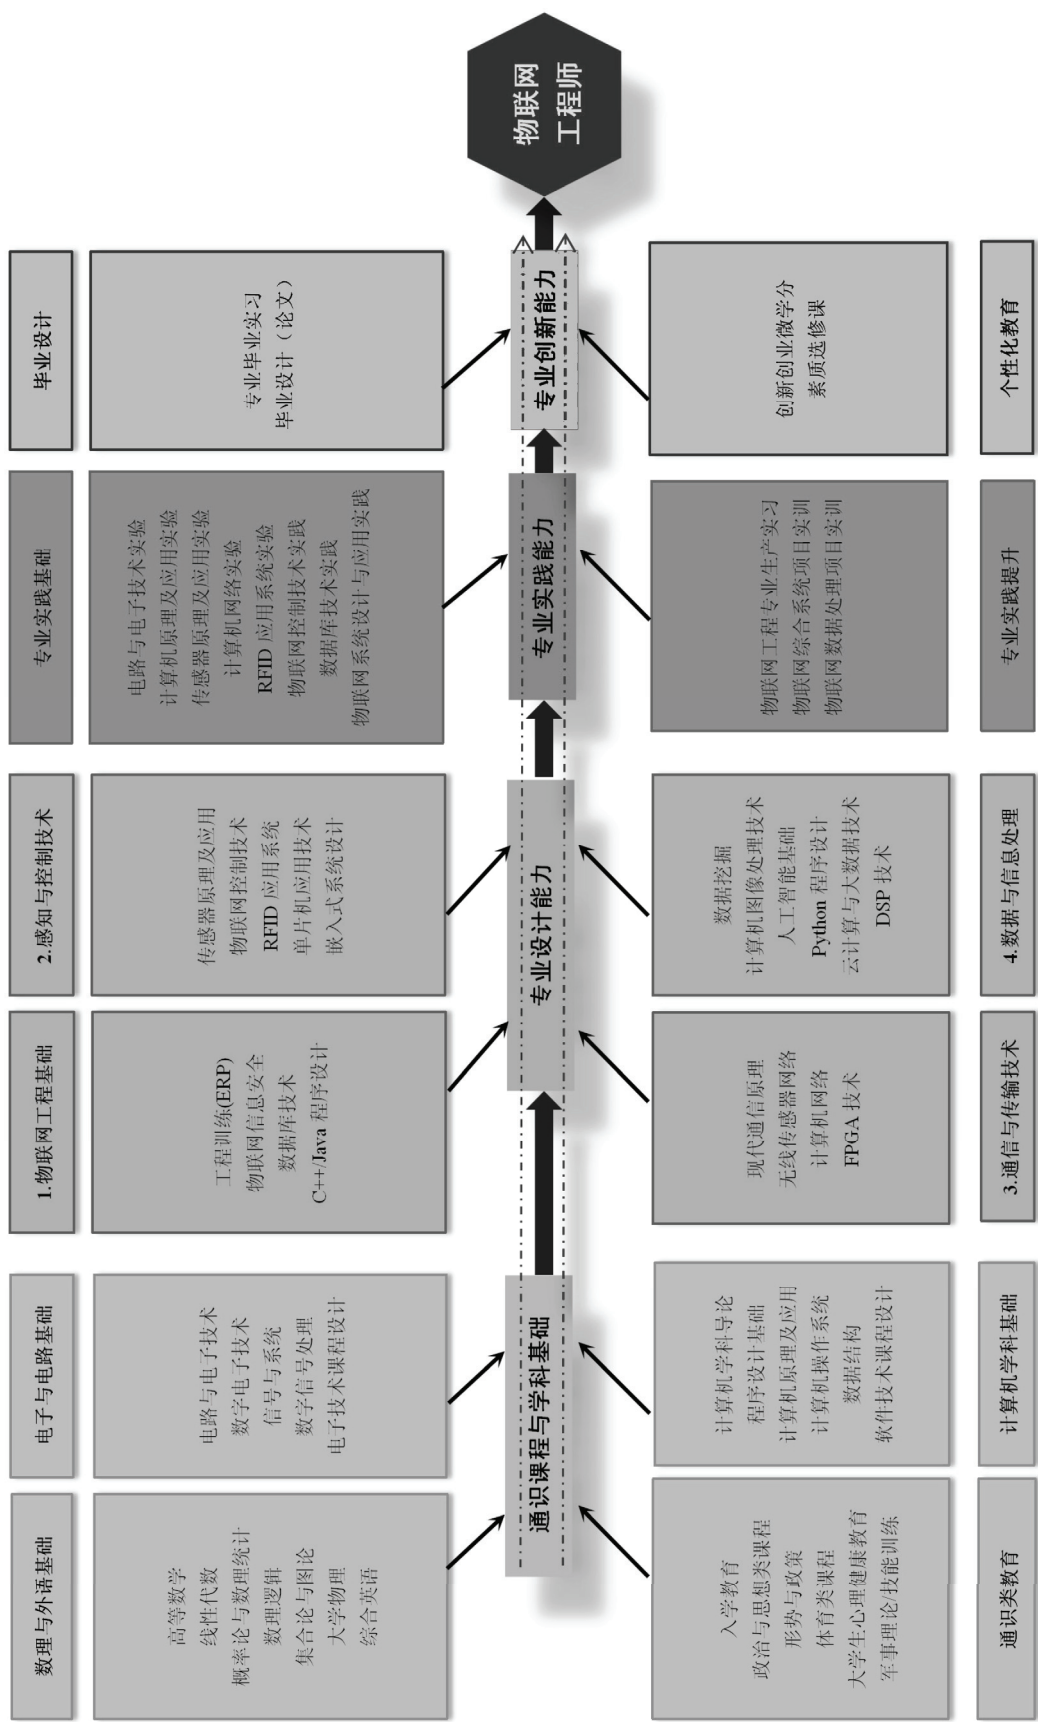 数理与外语基础
电子与电路基础
1.物联网工程基础
2.感知与控制技术
专业实践基础
毕业设计
高等数学
线性代数
概率论与数理统计
数理逻辑
集合论与图论
大学物理
综合英语
电路与电子技术
数字电子技术
信号与系统
数字信号处理
电子技术课程设计
工程训练(ERP)
物联网信息安全
数据库技术
C++/Java 程序设计
传感器原理及应用
物联网控制技术
RFID 应用系统
单片机应用技术
嵌入式系统设计
电路与电子技术实验
计算机原理及应用实验
传感器原理及应用实验
计算机网络实验
RFID 应用系统实验
物联网控制技术实践
数据库技术实践
物联网系统设计与应用实践
专业毕业实习
毕业设计（论文）
通识课程与学科基础
专业设计能力
专业实践能力
专业创新能力
物联网
工程师
入学教育
政治与思想类课程
形势与政策
体育类课程
大学生心理健康教育
军事理论/技能训练
计算机学科导论
程序设计基础
计算机原理及应用
计算机操作系统
数据结构
软件技术课程设计
现代通信原理
无线传感器网络
计算机网络
FPGA 技术
数据挖掘
计算机图像处理技术
人工智能基础
Python 程序设计
云计算与大数据技术
DSP 技术
物联网工程专业生产实习
物联网综合系统项目实训
物联网数据处理项目实训
创新创业微学分
素质选修课
通识类教育
计算机学科基础
3.通信与传输技术
4.数据与信息处理
专业实践提升
个性化教育